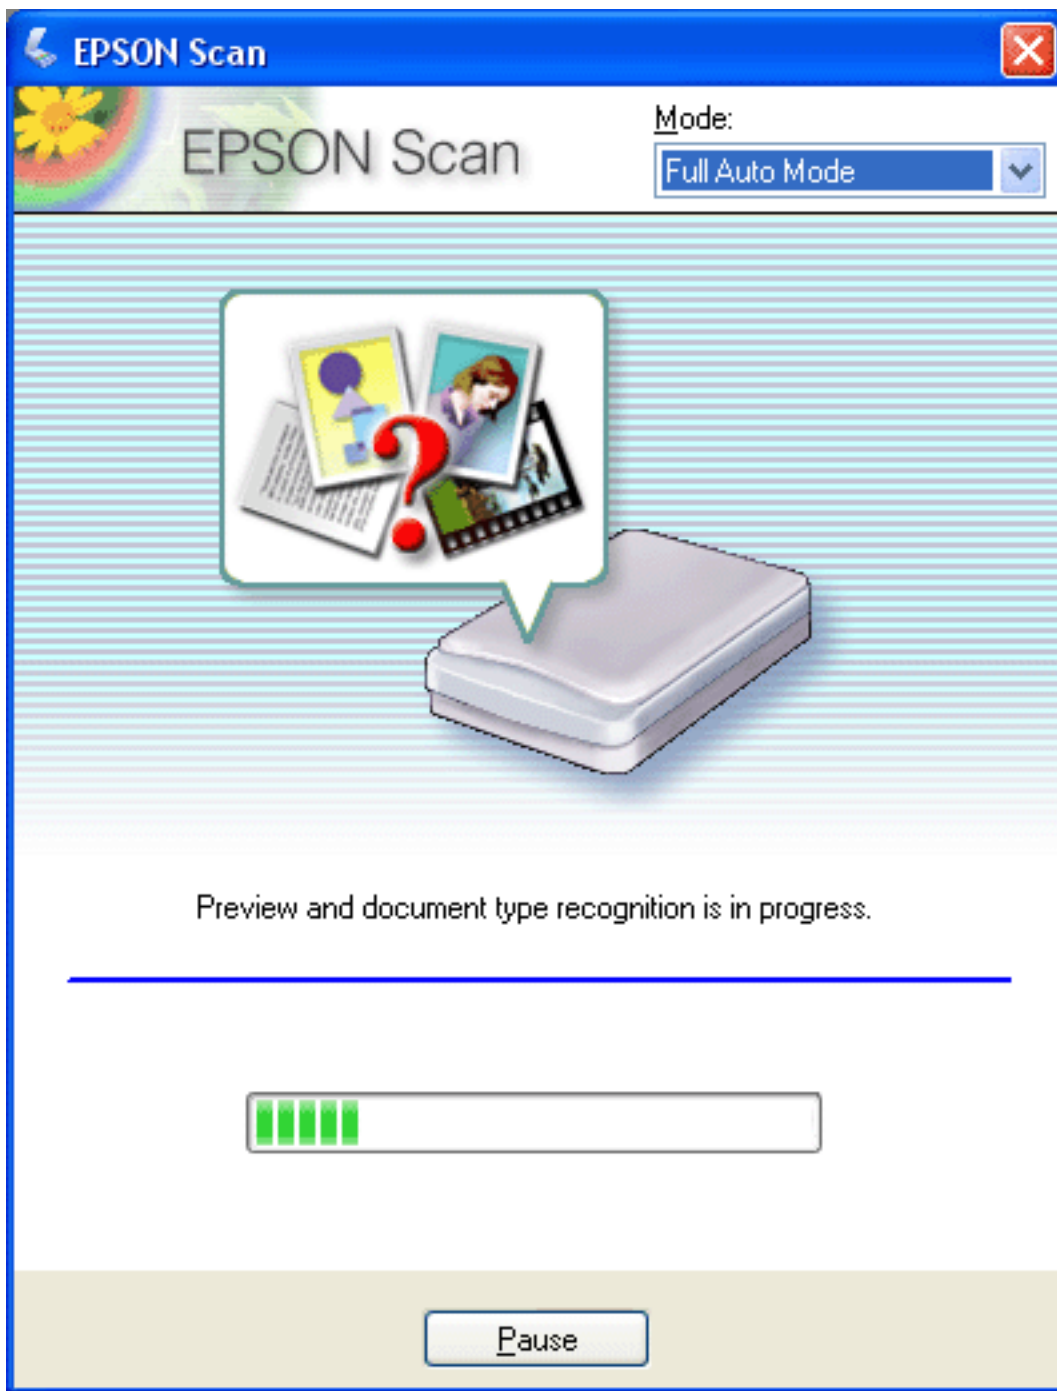 EPSON Scan
EPSON Scan
Mode:
Full Auto Mode
Preview and document type recognition is in progress.
Pause